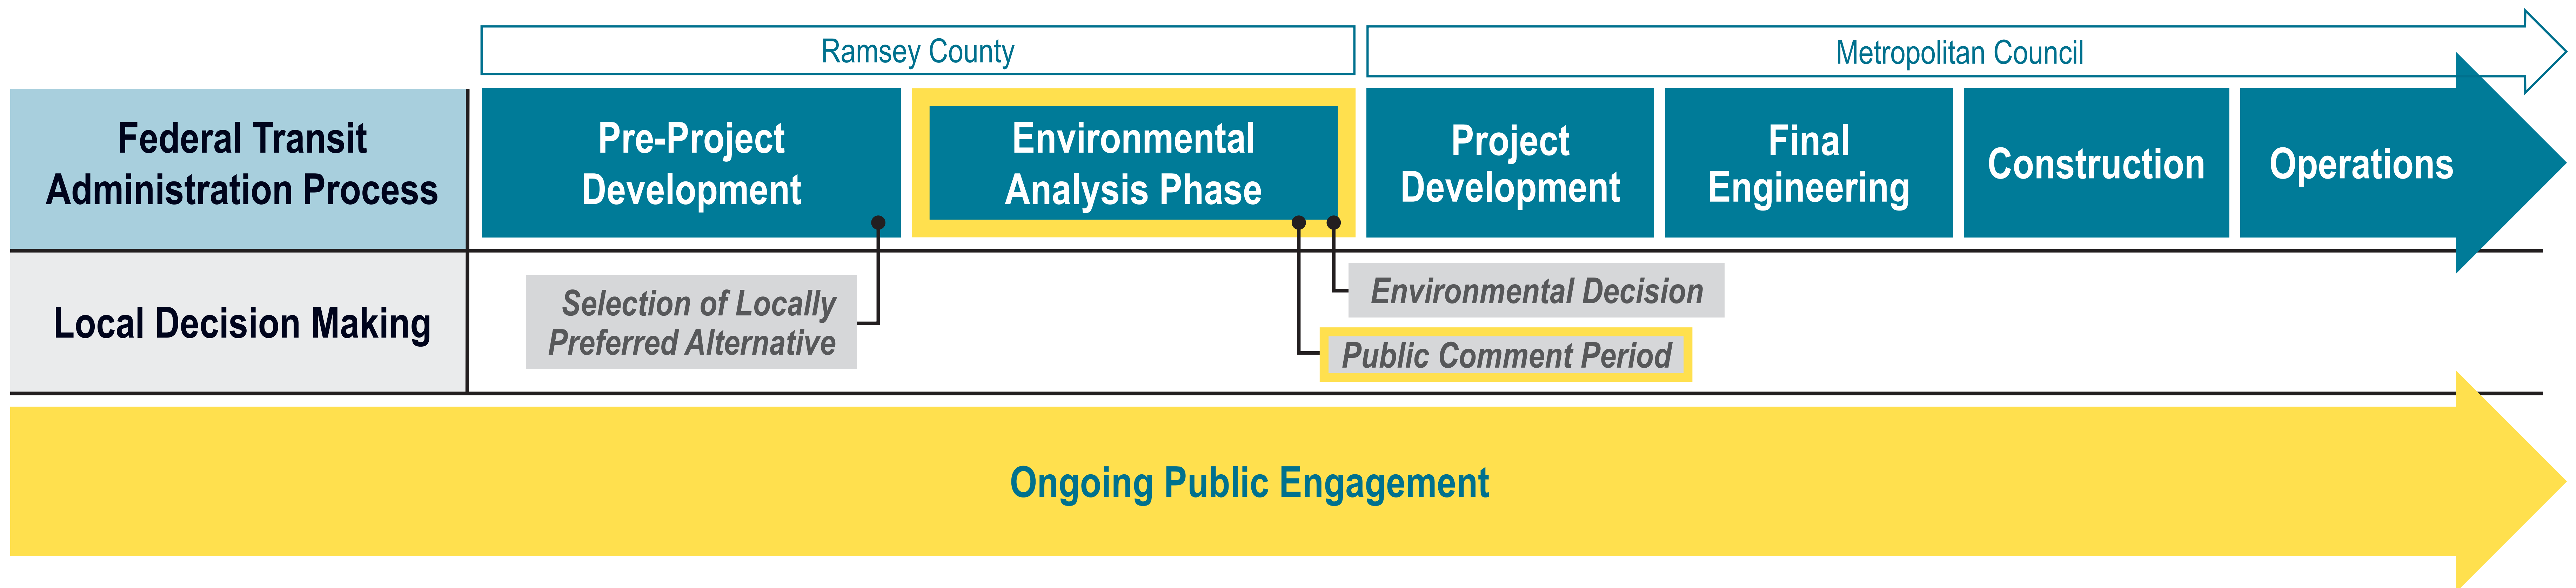 Ramsey County
Metropolitan Council
Federal Transit
Administration Process
Pre-Project
Development
Environmental
Analysis Phase
Project
Development
Final
Engineering
Construction
Operations
Local Decision Making
Selection of Locally
Preferred Alternative
Environmental Decision
Public Comment Period
Ongoing Public Engagement